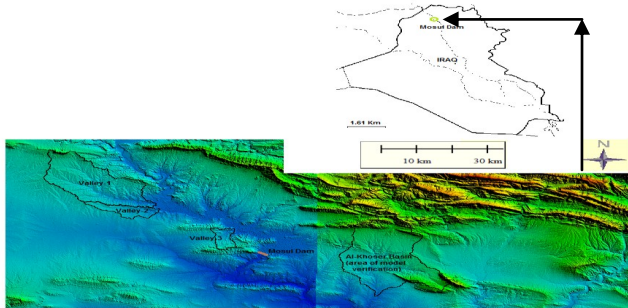 Mosul Dam
IRAQ
1.61 Km
10 km 30 km
N
Valley-1
Valley-2
Valley-3
Mosul Dam
Al-Khoser Basin
(area of model
verification)